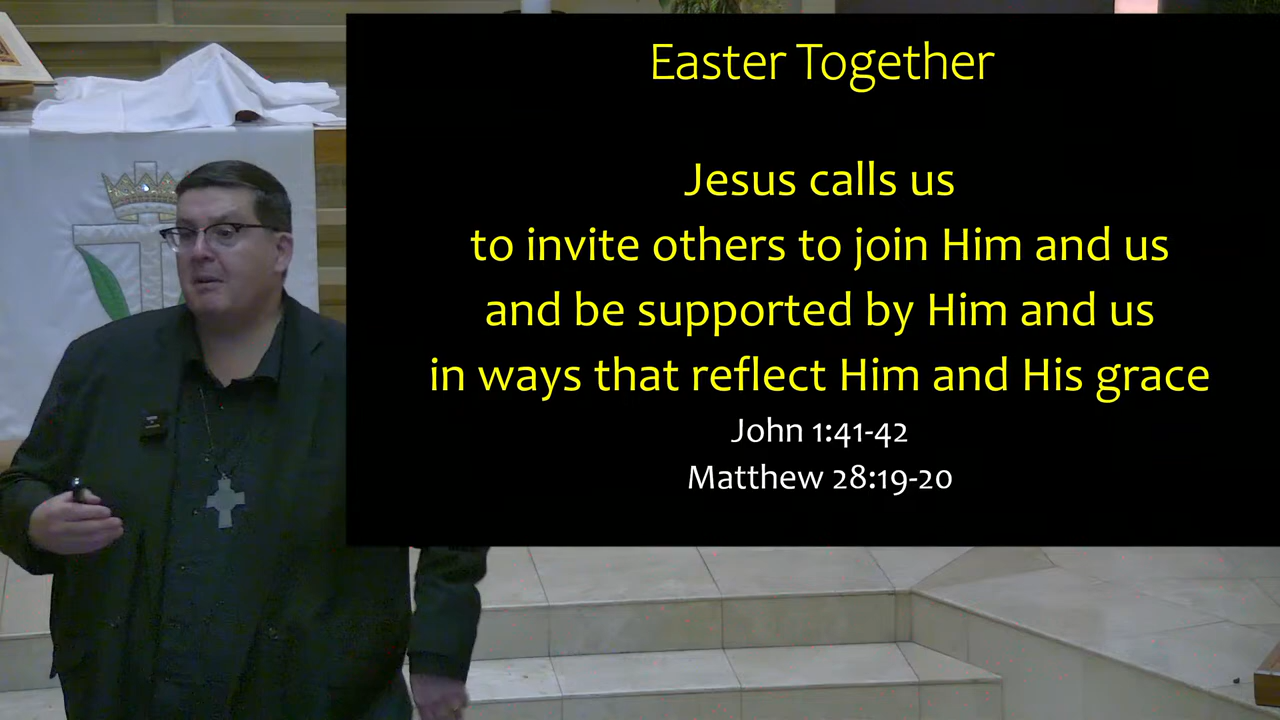 Easter Together
Jesus calls us
to invite others to join Him and us
and be supported by Him and us
in ways that reflect Him and His grace
John 1:41-42
Matthew 28:19-20